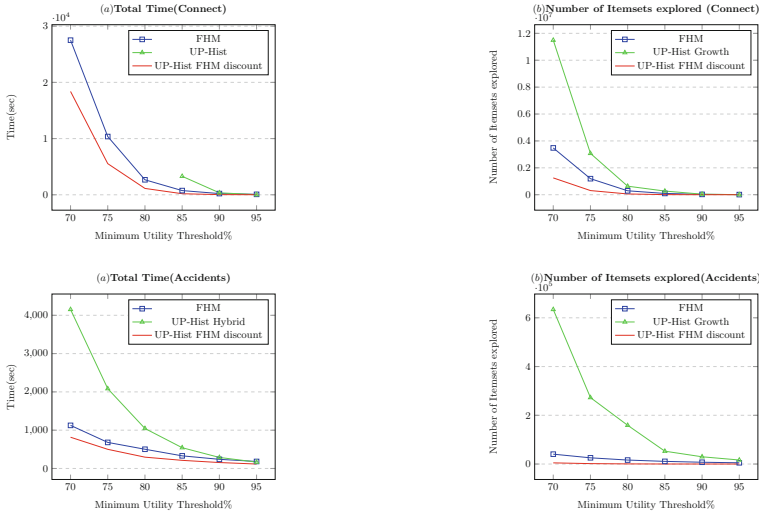 (a)Total Time(Connect)
·10⁴
3
2
1
0
Time(sec)
FHM
UP-Hist
UP-Hist FHM discount
70 75 80 85 90 95
Minimum Utility Threshold%
(b)Number of Itemsets explored (Connect)
·10⁷
1.2
1
0.8
0.6
0.4
0.2
0
Number of Itemsets explored
FHM
UP-Hist Growth
UP-Hist FHM discount
70 75 80 85 90 95
Minimum Utility Threshold%
(a)Total Time(Accidents)
4,000
3,000
2,000
1,000
0
Time(sec)
FHM
UP-Hist Hybrid
UP-Hist FHM discount
70 75 80 85 90 95
Minimum Utility Threshold%
(b)Number of Itemsets explored(Accidents)
·10⁵
6
4
2
0
Number of Itemsets explored
FHM
UP-Hist Growth
UP-Hist FHM discount
70 75 80 85 90 95
Minimum Utility Threshold%